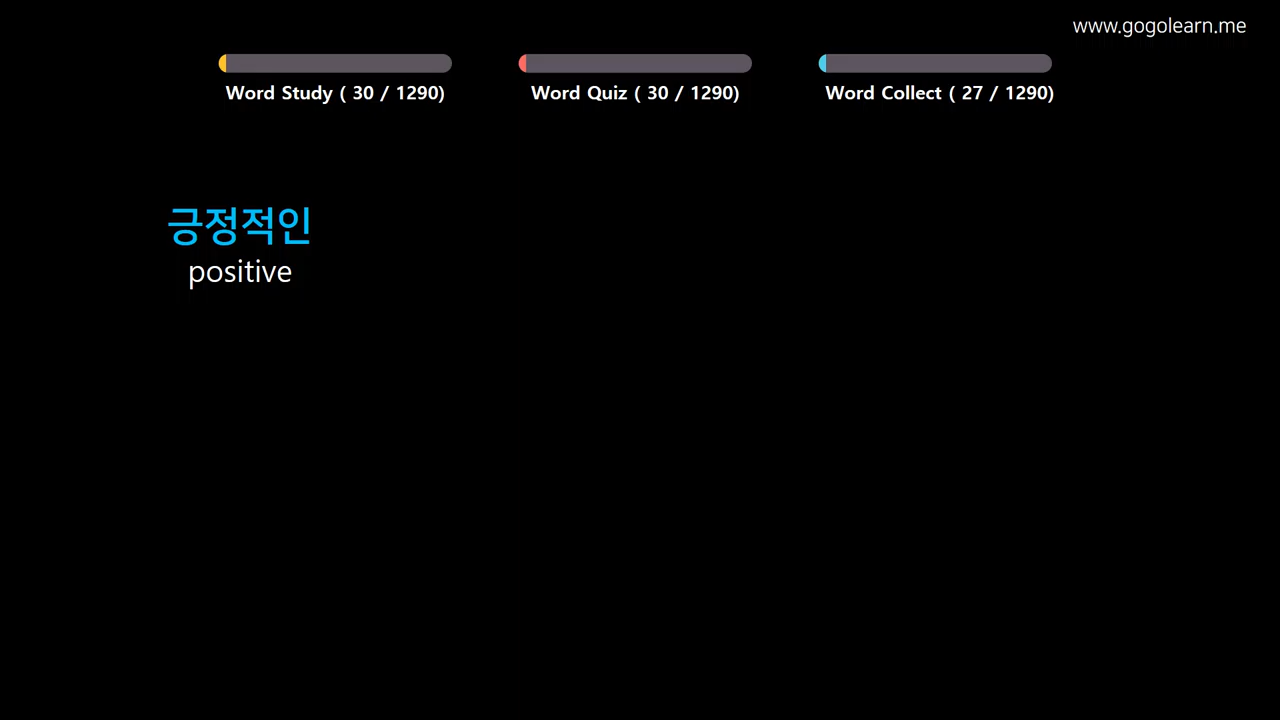 www.gogolearn.me
Word Study ( 30 / 1290)
Word Quiz ( 30 / 1290)
Word Collect ( 27 / 1290)
긍정적인
positive